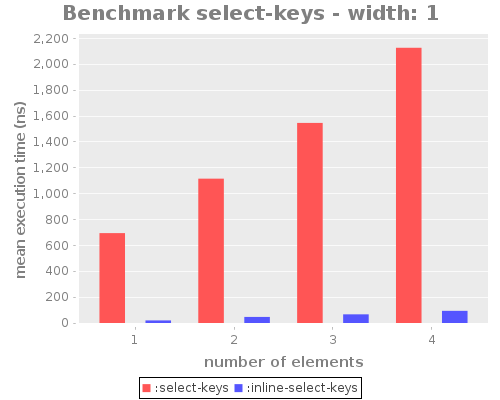 Benchmark select-keys - width: 1
mean execution time (ns)
2,200
2,000
1,800
1,600
1,400
1,200
1,000
800
600
400
200
0
1 2 3 4
number of elements
:select-keys :inline-select-keys